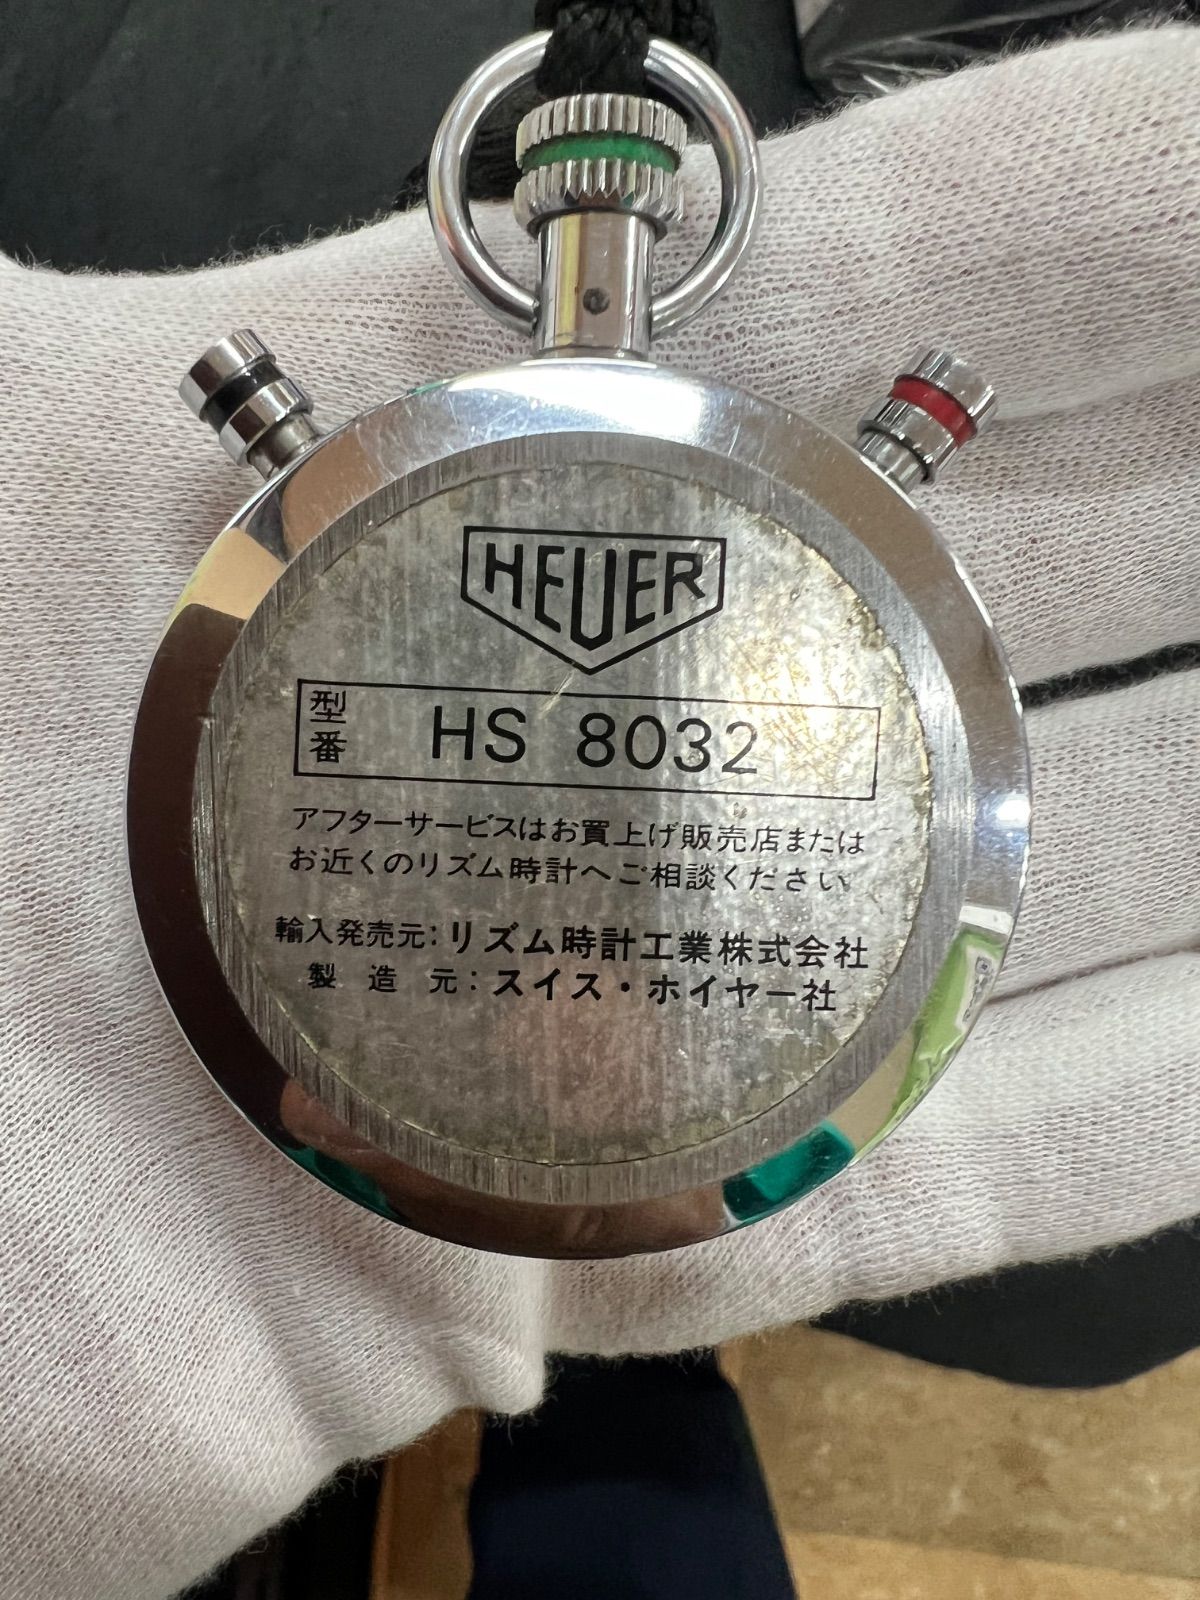 HEUER
型番 HS 8032
アフターサービスはお買上げ販売店または
お近くのリズム時計へご相談ください
輸入発売元：リズム時計工業株式会社
製造元：スイス・ホイヤー社